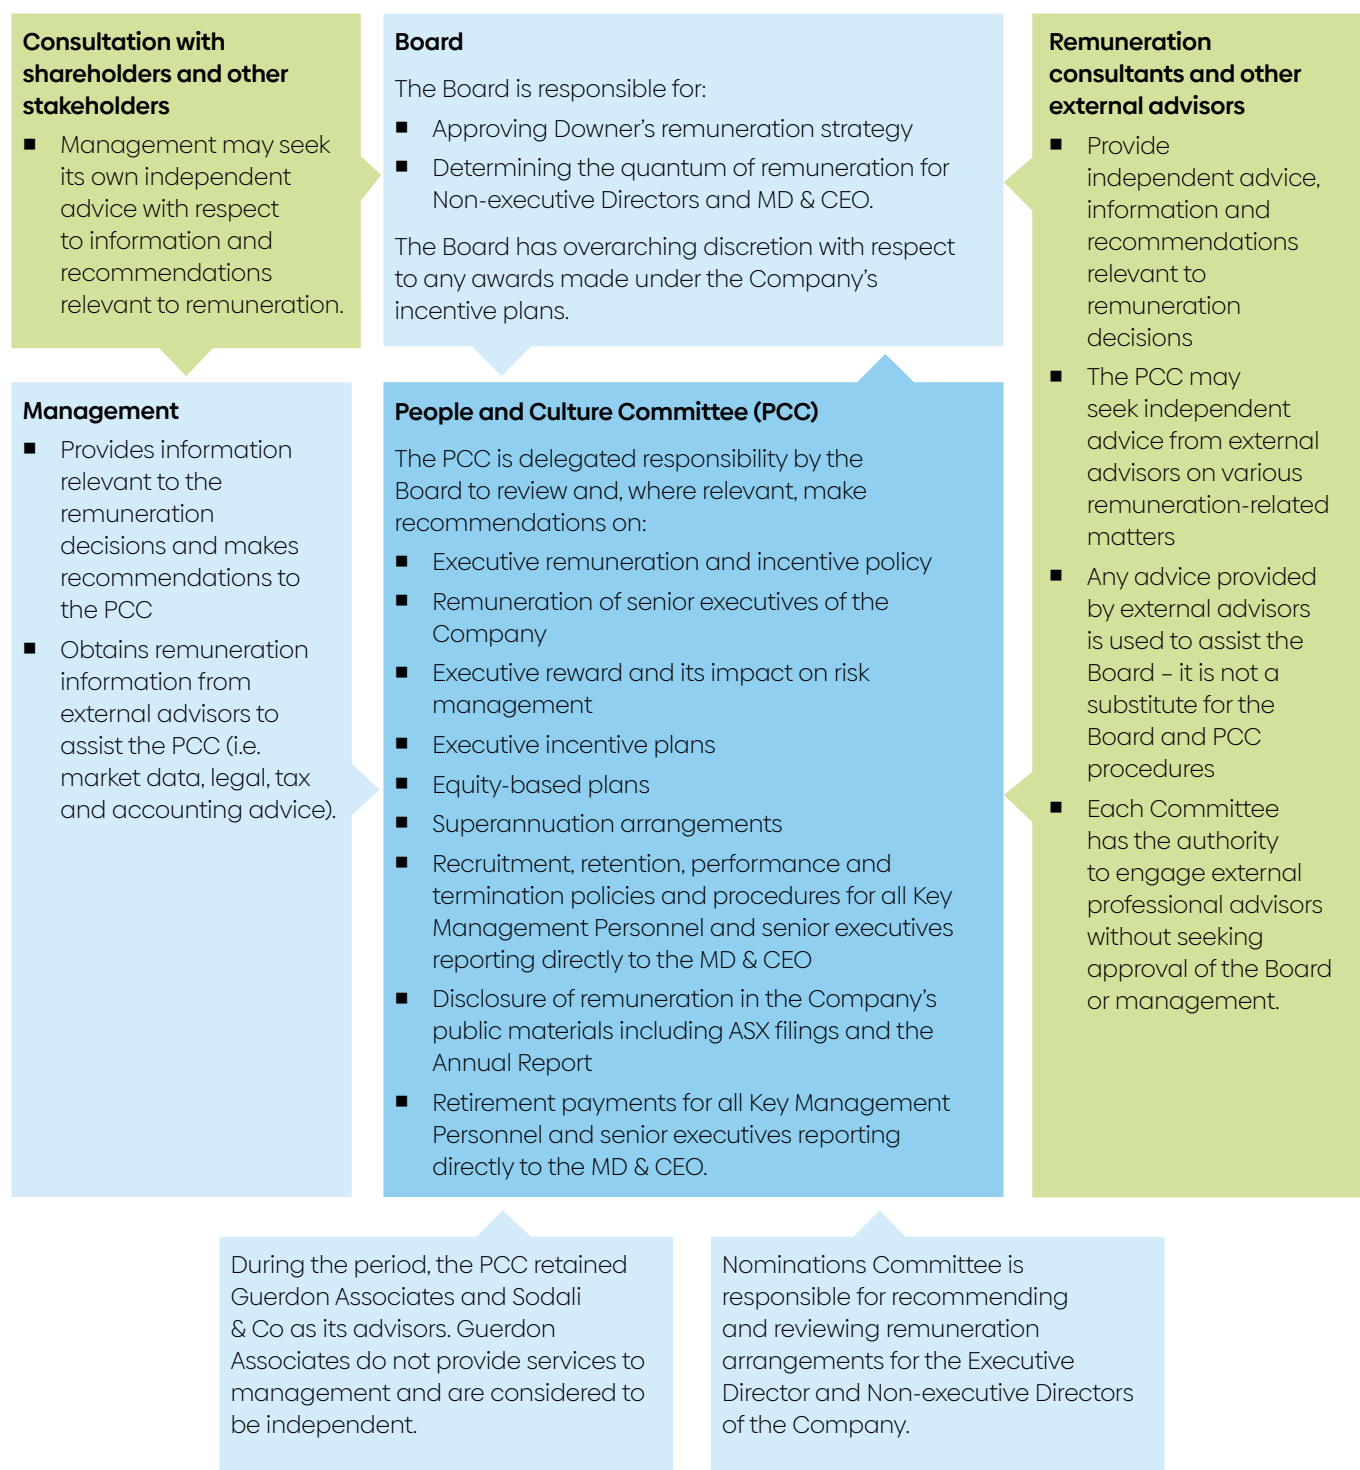 Consultation with
shareholders and other
stakeholders
■ Management may seek
its own independent
advice with respect
to information and
recommendations
relevant to remuneration.
Board
The Board is responsible for:
■ Approving Downer's remuneration strategy
■ Determining the quantum of remuneration for
Non-executive Directors and MD & CEO.
The Board has overarching discretion with respect
to any awards made under the Company's
incentive plans.
Remuneration
consultants and other
external advisors
■ Provide
independent advice,
information and
recommendations
relevant to
remuneration
decisions
■ The PCC may
seek independent
advice from external
advisors on various
remuneration-related
matters
■ Any advice provided
by external advisors
is used to assist the
Board – it is not a
substitute for the
Board and PCC
procedures
■ Each Committee
has the authority
to engage external
professional advisors
without seeking
approval of the Board
or management.
Management
■ Provides information
relevant to the
remuneration
decisions and makes
recommendations to
the PCC
■ Obtains remuneration
information from
external advisors to
assist the PCC (i.e.
market data, legal, tax
and accounting advice).
People and Culture Committee (PCC)
The PCC is delegated responsibility by the
Board to review and, where relevant, make
recommendations on:
■ Executive remuneration and incentive policy
■ Remuneration of senior executives of the
Company
■ Executive reward and its impact on risk
management
■ Executive incentive plans
■ Equity-based plans
■ Superannuation arrangements
■ Recruitment, retention, performance and
termination policies and procedures for all Key
Management Personnel and senior executives
reporting directly to the MD & CEO
■ Disclosure of remuneration in the Company's
public materials including ASX filings and the
Annual Report
■ Retirement payments for all Key Management
Personnel and senior executives reporting
directly to the MD & CEO.
During the period, the PCC retained
Guerdon Associates and Sodali
& Co as its advisors. Guerdon
Associates do not provide services to
management and are considered to
be independent.
Nominations Committee is
responsible for recommending
and reviewing remuneration
arrangements for the Executive
Director and Non-executive Directors
of the Company.